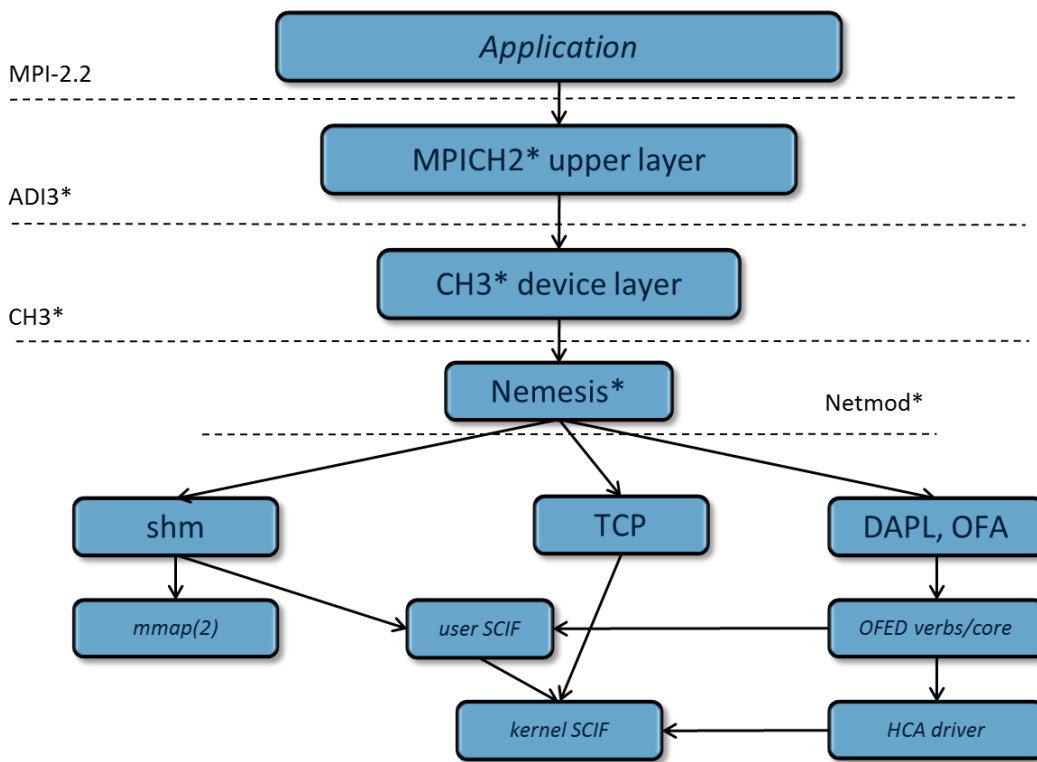 Application
MPI-2.2
MPICH2* upper layer
ADI3*
CH3* device layer
CH3*
Nemesis*
Netmod*
shm
TCP
DAPL, OFA
mmap(2)
user SCIF
OFED verbs/core
kernel SCIF
HCA driver